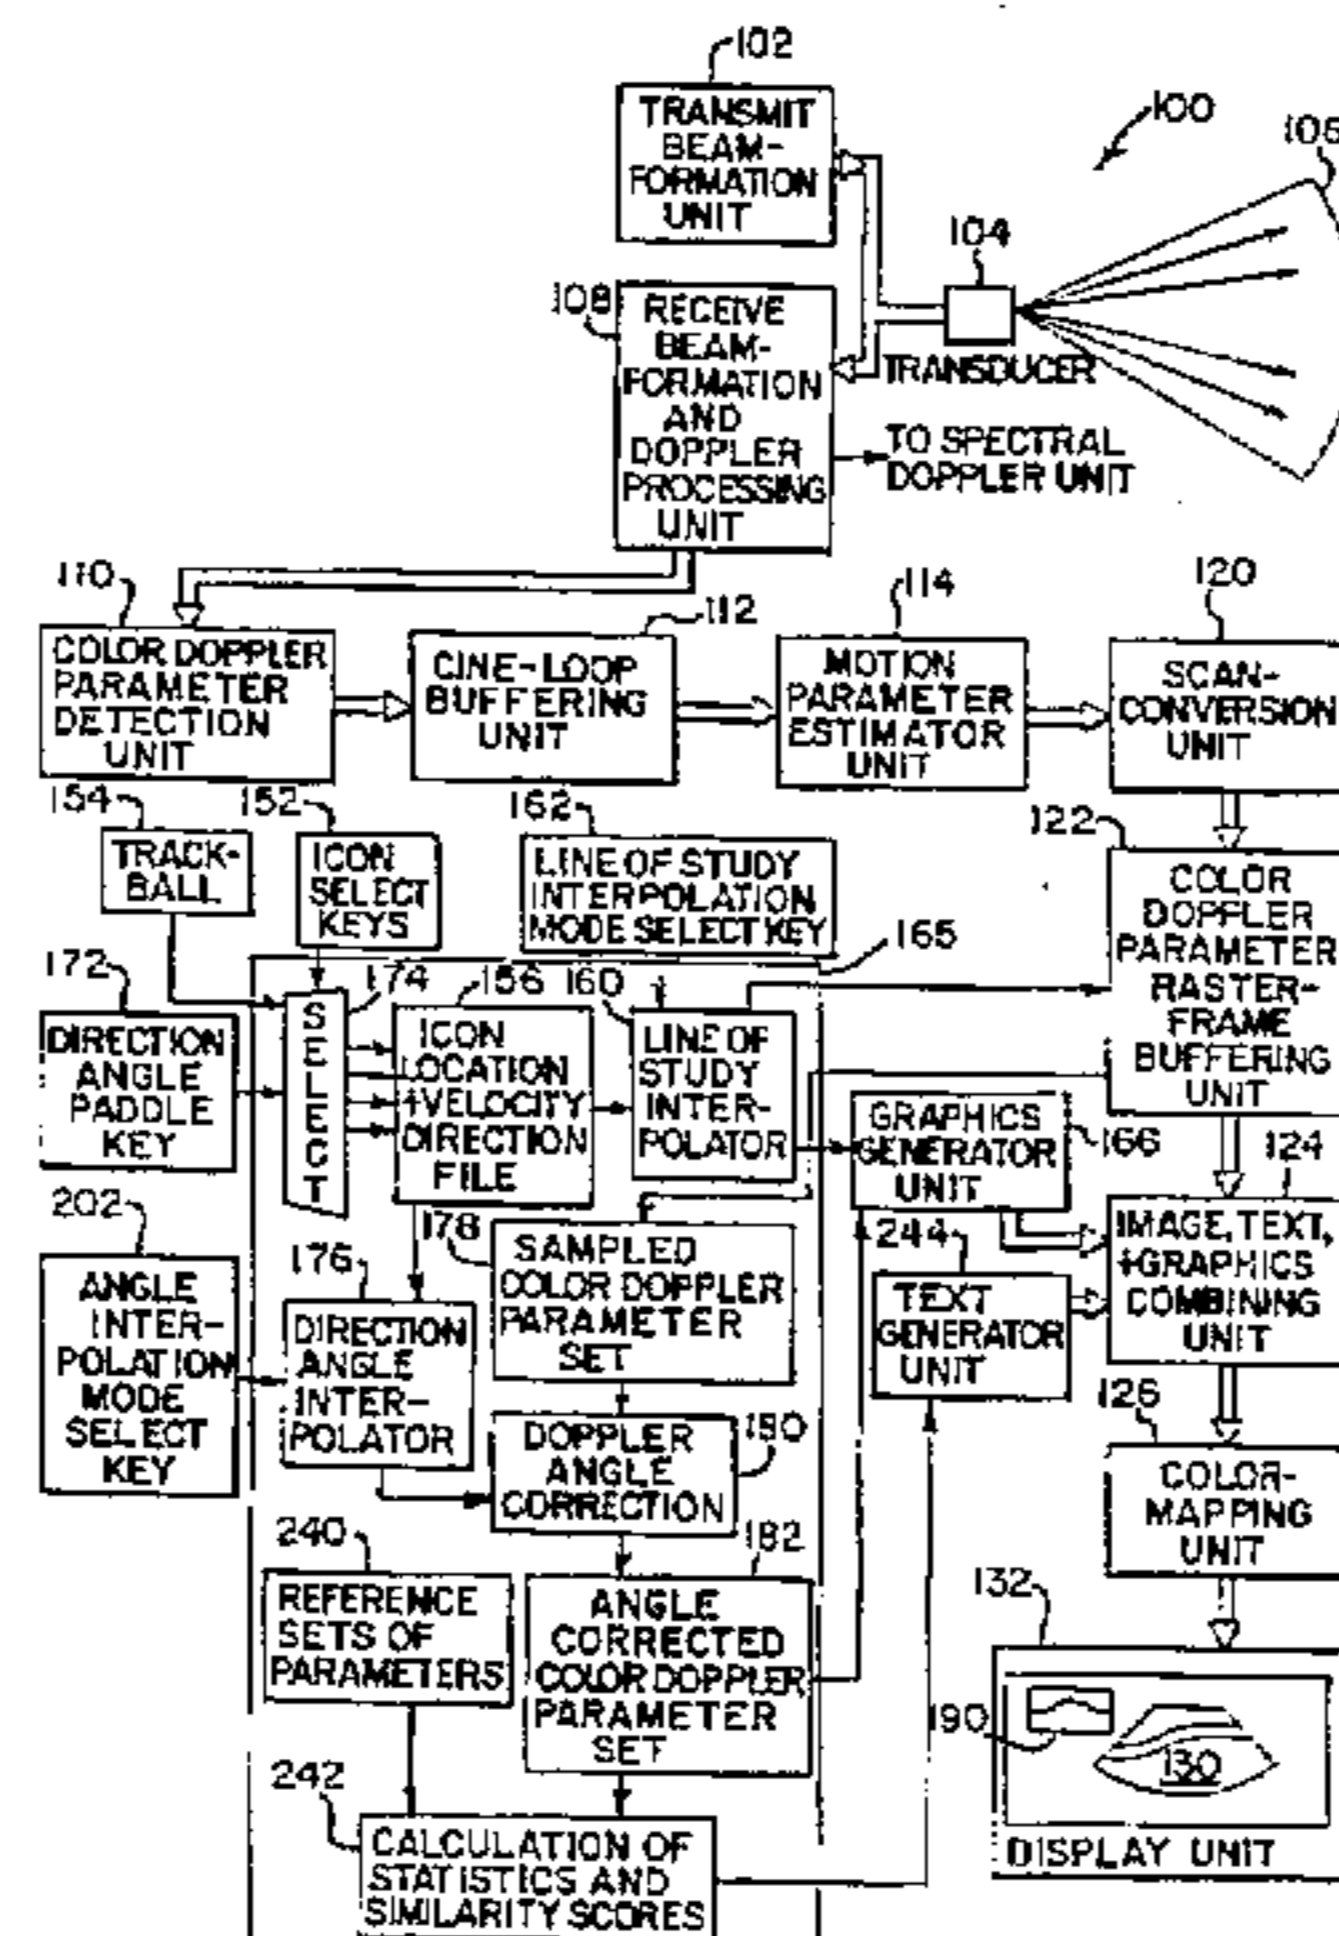 102
TRANSMIT
BEAM-
FORMATION
UNIT
100
104
TRANSDUCER
108
RECEIVE
BEAM-
FORMATION
AND
DOPPLER
PROCESSING
UNIT
TO SPECTRAL
DOPPLER UNIT
110
COLOR DOPPLER
PARAMETER
DETECTION
UNIT
112
CINE-LOOP
BUFFERING
UNIT
114
MOTION
PARAMETER
ESTIMATOR
UNIT
120
SCAN-
CONVERSION
UNIT
154
TRACK-
BALL
152
ICON
SELECT
KEYS
162
LINE OF STUDY
INTERPOLATION
MODE SELECT KEY
165
122
COLOR
DOPPLER
PARAMETER
RASTER-
FRAME
BUFFERING
UNIT
172
DIRECTION
ANGLE
PADDLE
KEY
174
SELECT
156
ICON
LOCATION
+VELOCITY
DIRECTION
FILE
160
LINE OF
STUDY
INTER-
POLATOR
GRAPHICS
GENERATOR
UNIT
166
124
IMAGE, TEXT,
+GRAPHICS
COMBINING
UNIT
202
ANGLE
INTER-
POLATION
MODE
SELECT
KEY
176
DIRECTION
ANGLE
INTER-
POLATOR
178
SAMPLED
COLOR DOPPLER
PARAMETER
SET
244
TEXT
GENERATOR
UNIT
126
COLOR-
MAPPING
UNIT
DOPPLER
ANGLE
CORRECTION
180
240
REFERENCE
SETS OF
PARAMETERS
182
ANGLE
CORRECTED
COLOR DOPPLER
PARAMETER
SET
132
190
130
DISPLAY UNIT
242
CALCULATION OF
STATISTICS AND
SIMILARITY SCORES